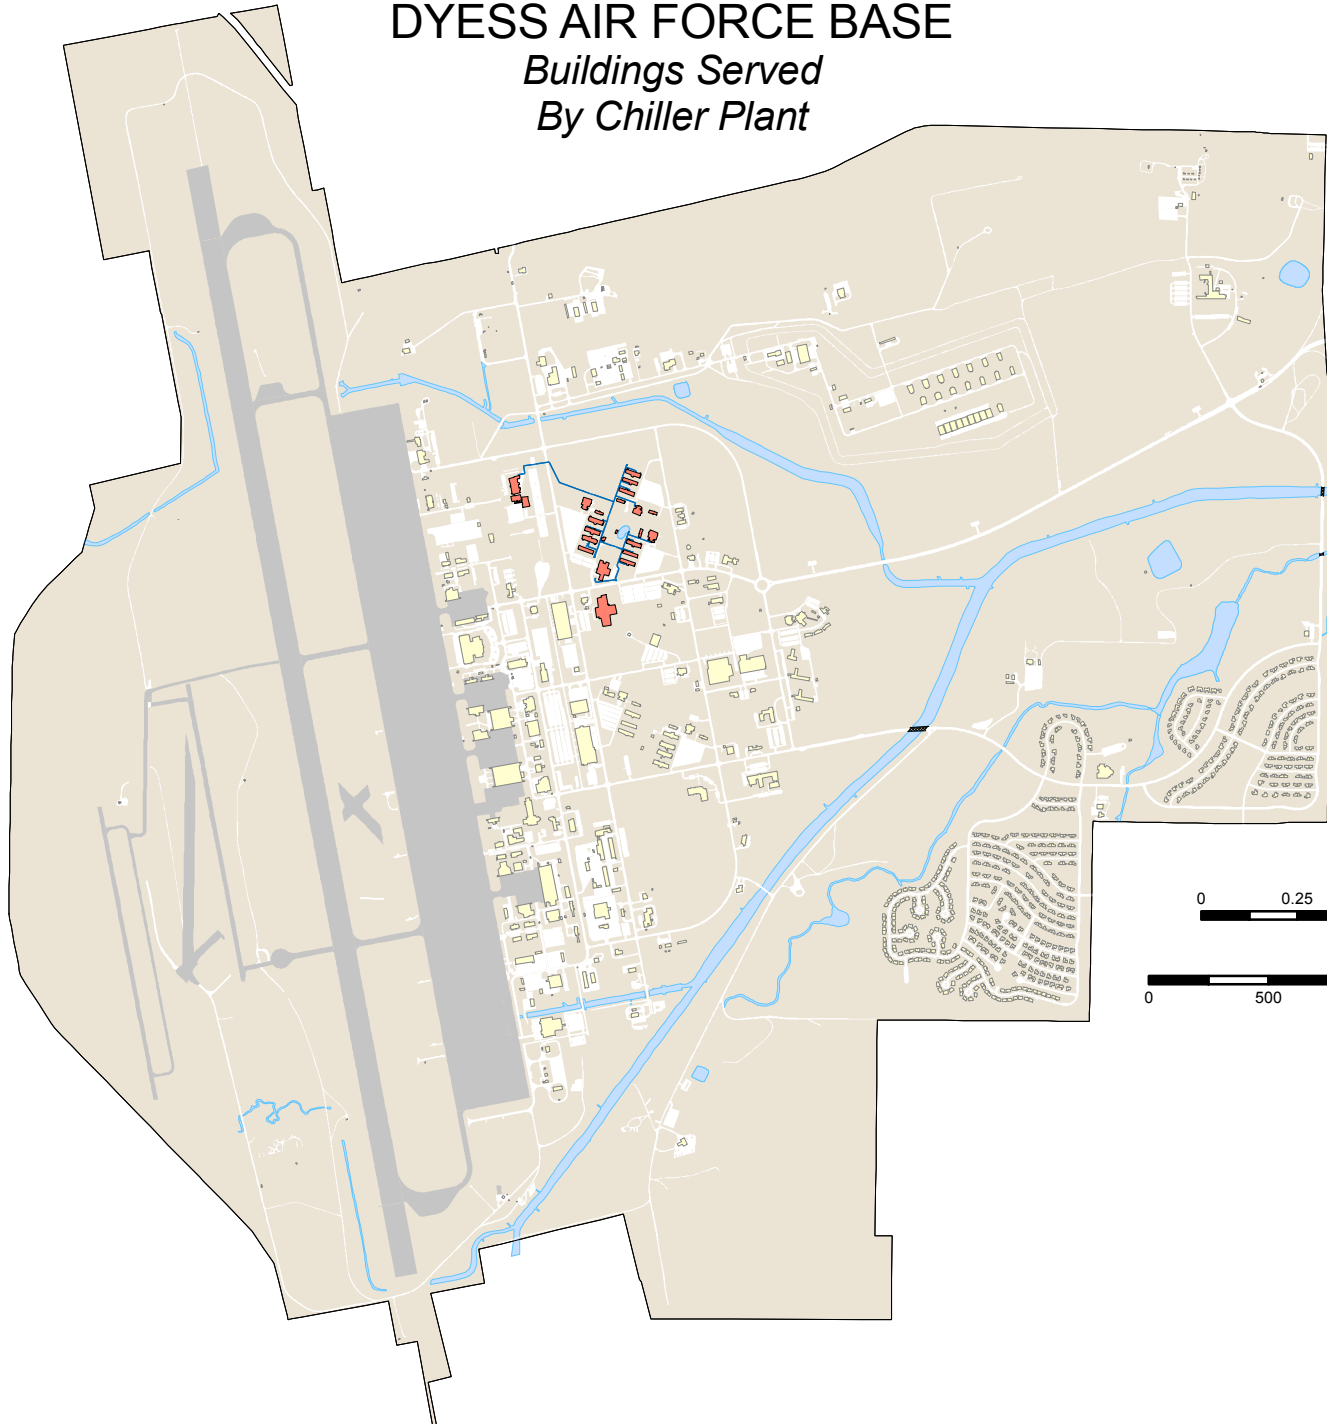 DYESS AIR FORCE BASE
Buildings Served
By Chiller Plant
0 0.25
0 500